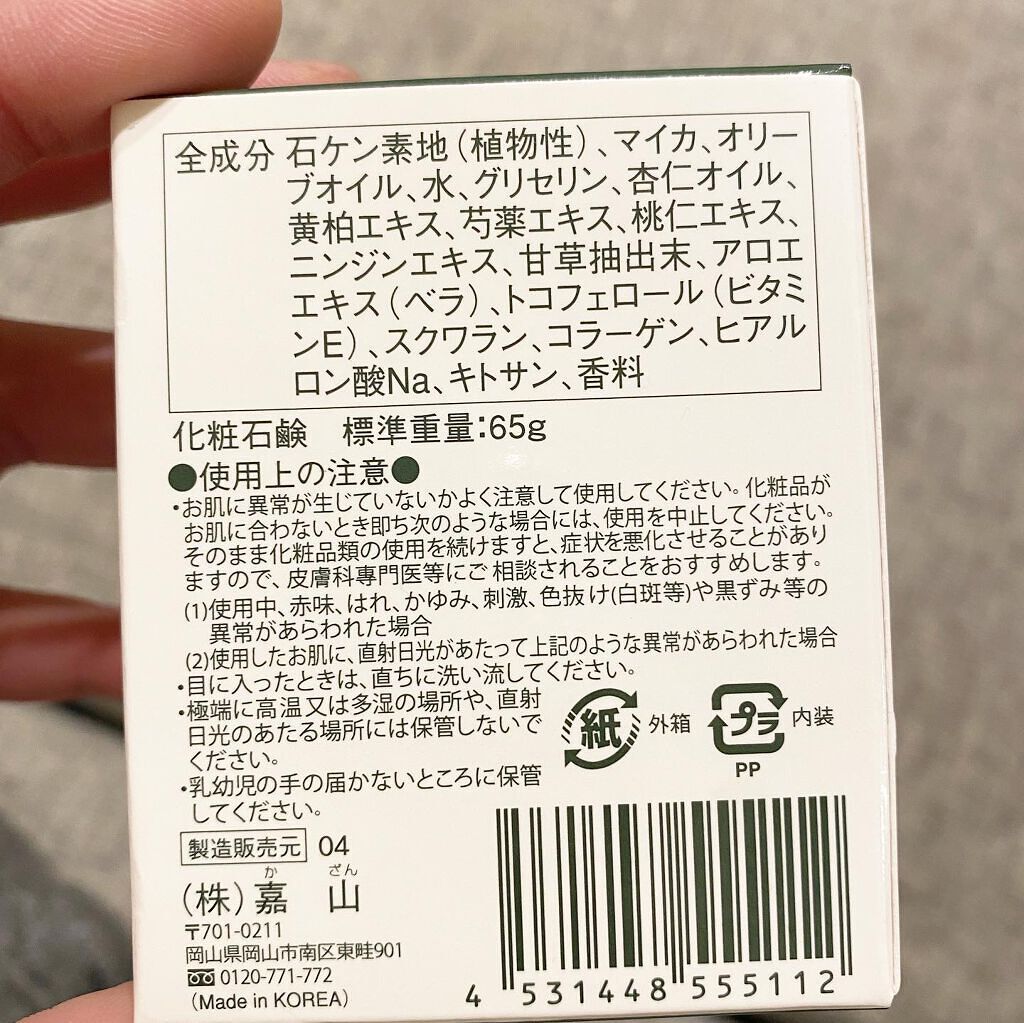 全成分 石ケン素地（植物性）、マイカ、オリー
ブオイル、水、グリセリン、杏仁オイル、
黄柏エキス、芍薬エキス、桃仁エキス、
ニンジンエキス、甘草抽出末、アロエ
エキス（ベラ）、トコフェロール（ビタミ
ンE）、スクワラン、コラーゲン、ヒアル
ロン酸Na、キトサン、香料
化粧石鹸 標準重量:65g
●使用上の注意●
・お肌に異常が生じていないかよく注意して使用してください。化粧品が
お肌に合わないとき即ち次のような場合には、使用を中止してください。
そのまま化粧品類の使用を続けますと、症状を悪化させることがあり
ますので、皮膚科専門医等にご相談されることをおすすめします。
(1)使用中、赤味、はれ、かゆみ、刺激、色抜け(白斑等)や黒ずみ等の
異常があらわれた場合
(2)使用したお肌に、直射日光があたって上記のような異常があらわれた場合
・目に入ったときは、直ちに洗い流してください。
・極端に高温又は多湿の場所や、直射
日光のあたる場所には保管しないで
ください。
・乳幼児の手の届かないところに保管
してください。
紙 外箱
プラ 内装
PP
製造販売元 04
か ざん
（株）嘉 山
〒701-0211
岡山県岡山市南区東畦901
0120-771-772
（Made in KOREA）
4 531448 555112